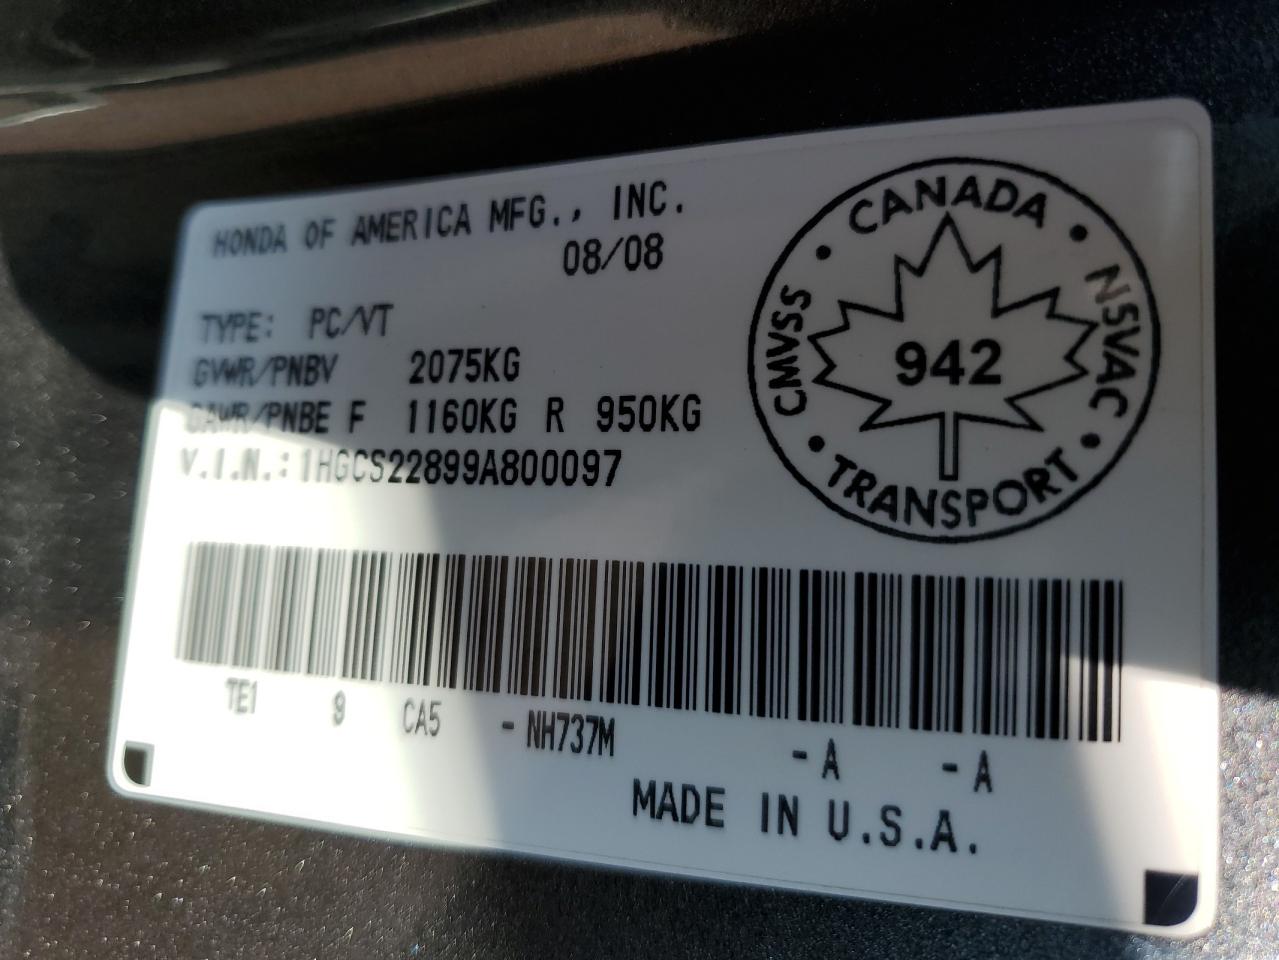 HONDA OF AMERICA MFG., INC.
08/08
TYPE: PC/VT
GVWR/PNBV 2075KG
GAWR/PNBE F 1160KG R 950KG
V.I.N.: 1HGCS22899A800097
CANADA
CMVSS
942
NSVAC
TRANSPORT
TE1 9 CA5 - NH737M - A - A
MADE IN U.S.A.